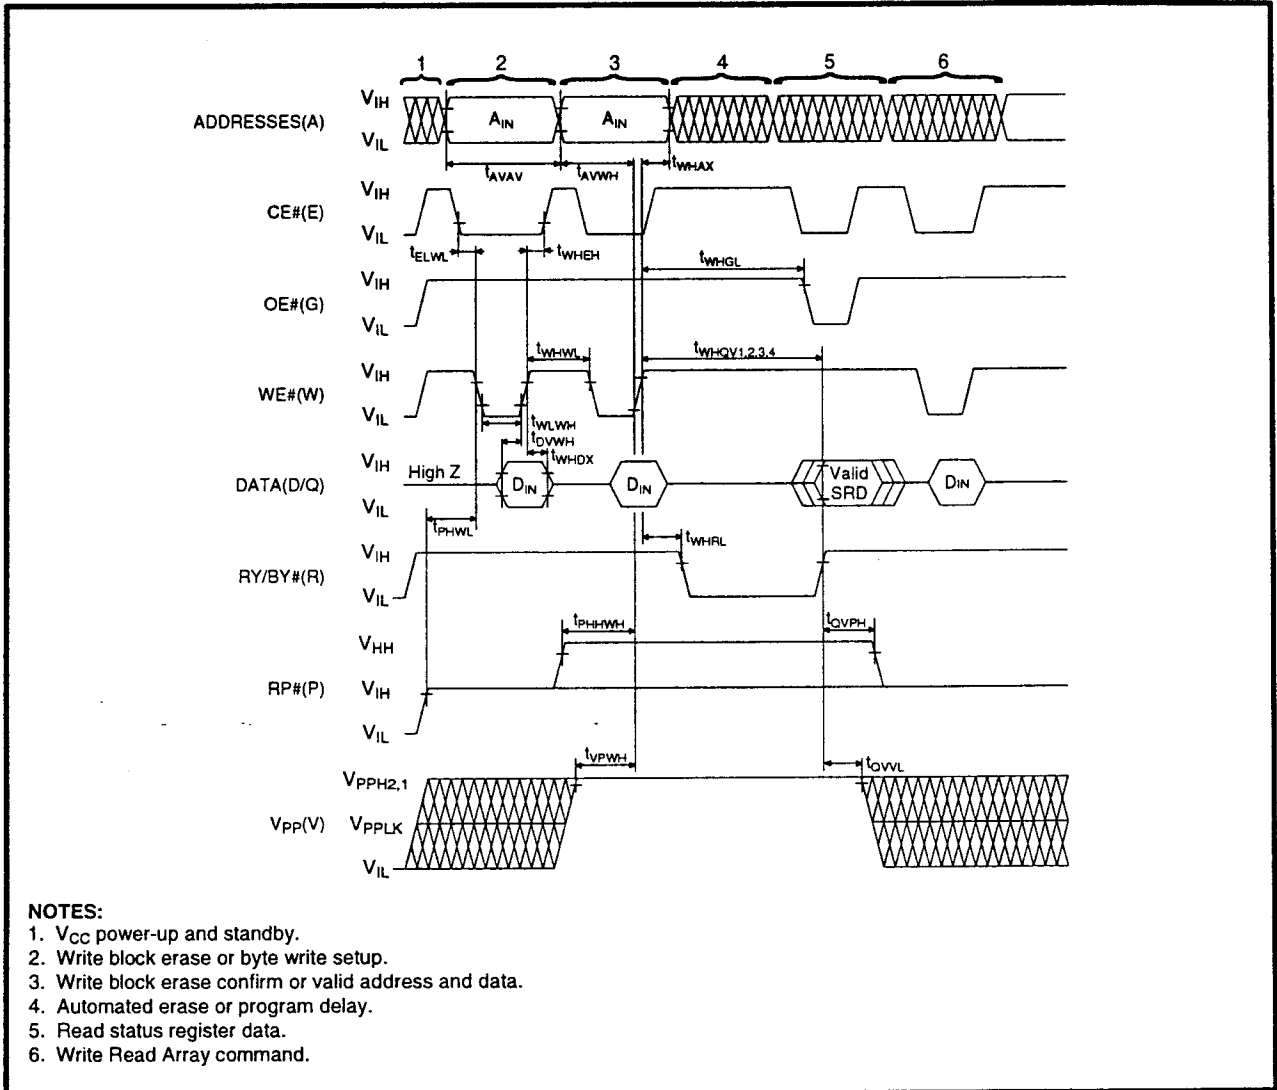 1 2 3 4 5 6
ADDRESSES(A) VIH VIL AIN AIN
tAVAV tAVWH tWHAX
CE#(E) VIH VIL
tELWL tWHEH tWHGL
OE#(G) VIH VIL
tWHWL tWHQV1,2,3,4
WE#(W) VIH VIL
tWLWH
tDVWH
tWHDX
DATA(D/Q) VIH VIL High Z DIN DIN Valid SRD DIN
tPHWL tWHRL
RY/BY#(R) VIH VIL
tPHHWH tQVPH
RP#(P) VHH VIH VIL
tVPWH tQVVL
VPP(V) VPPH2,1 VPPLK VIL
NOTES:
1. VCC power-up and standby.
2. Write block erase or byte write setup.
3. Write block erase confirm or valid address and data.
4. Automated erase or program delay.
5. Read status register data.
6. Write Read Array command.